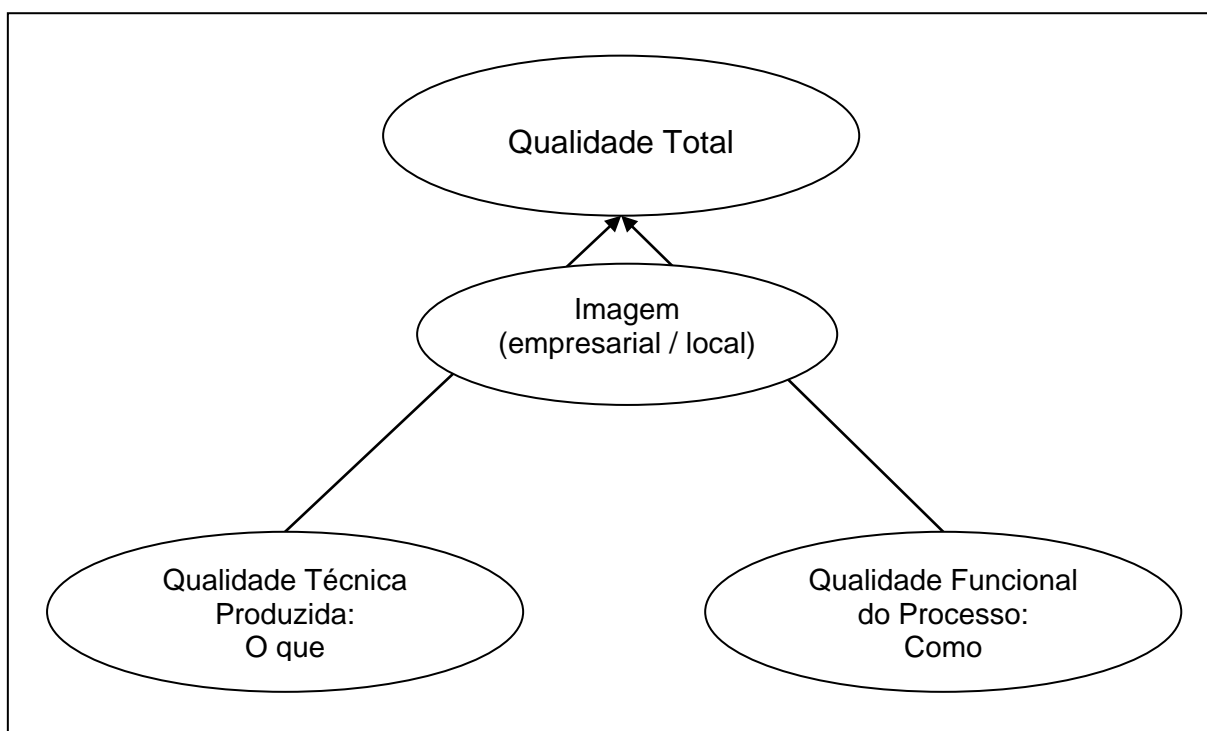 Qualidade Total
Imagem
(empresarial / local)
Qualidade Técnica
Produzida:
O que
Qualidade Funcional
do Processo:
Como